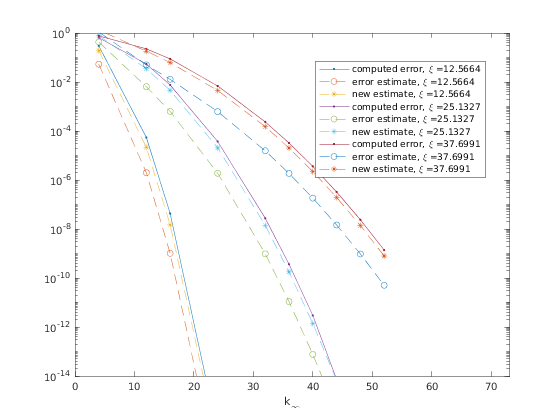 10^0
10^-2
10^-4
10^-6
10^-8
10^-10
10^-12
10^-14
0 10 20 30 40 50 60 70
k∞
computed error, ξ =12.5664
error estimate, ξ =12.5664
new estimate, ξ =12.5664
computed error, ξ =25.1327
error estimate, ξ =25.1327
new estimate, ξ =25.1327
computed error, ξ =37.6991
error estimate, ξ =37.6991
new estimate, ξ =37.6991